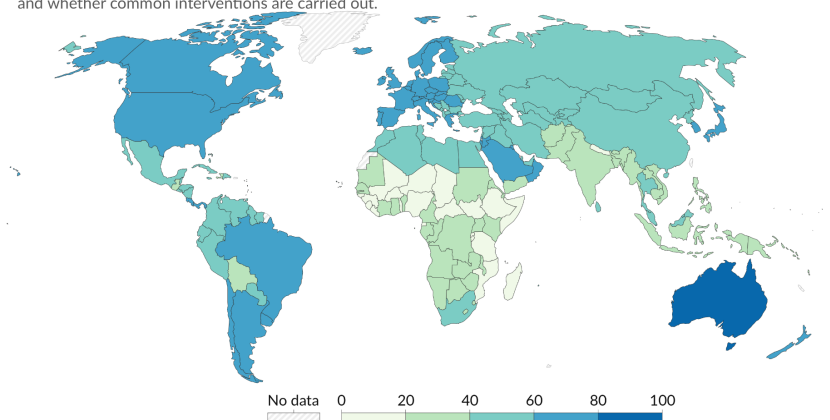 and whether common interventions are carried out.
No data 0 20 40 60 80 100